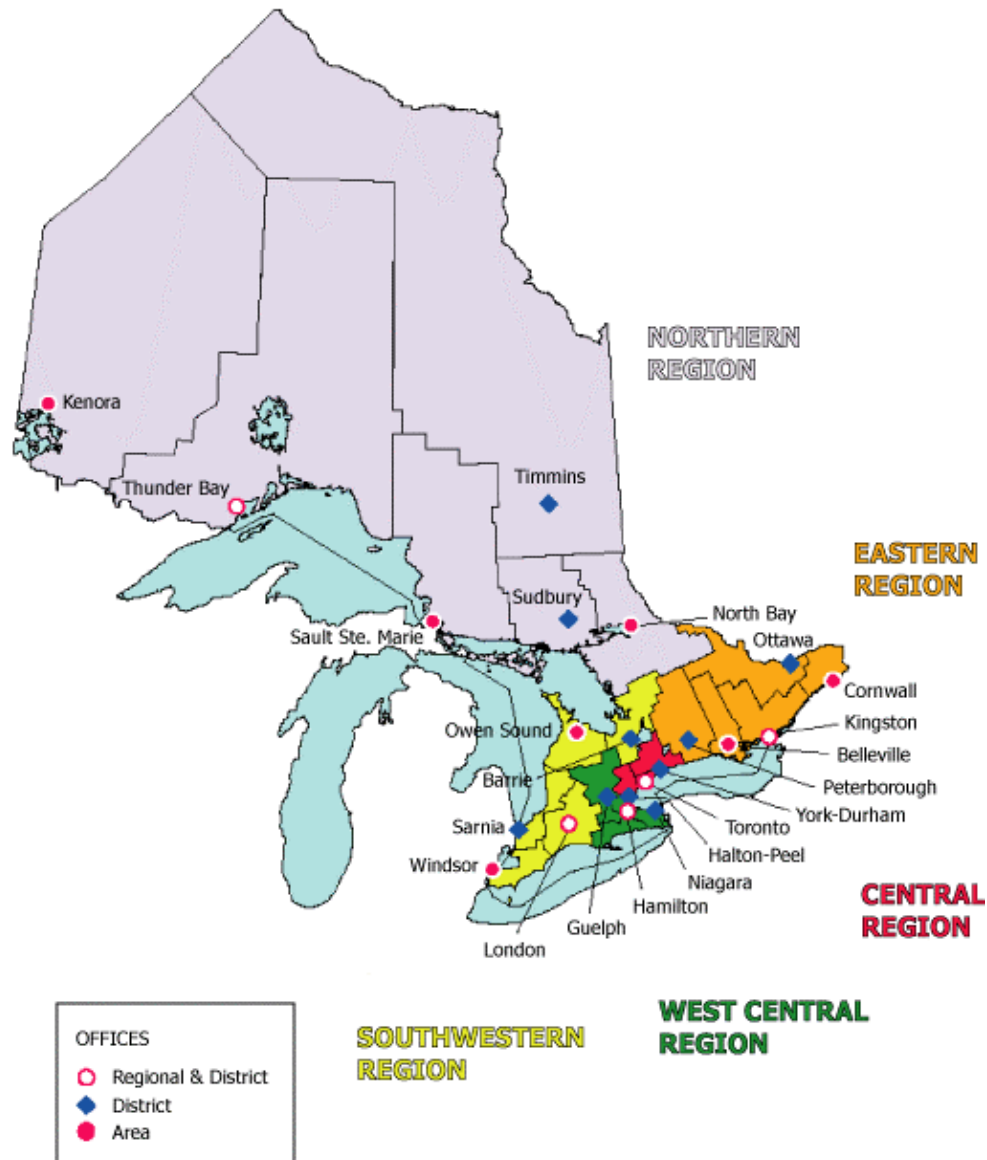 NORTHERN
REGION
Kenora
Timmins
Thunder Bay
EASTERN
REGION
Sudbury
North Bay
Ottawa
Sault Ste. Marie
Cornwall
Owen Sound
Kingston
Belleville
Barrie
Peterborough
York-Durham
Sarnia
Toronto
Halton-Peel
Windsor
Niagara
CENTRAL
REGION
Hamilton
Guelph
London
WEST CENTRAL
REGION
SOUTHWESTERN
REGION
OFFICES
Regional & District
District
Area